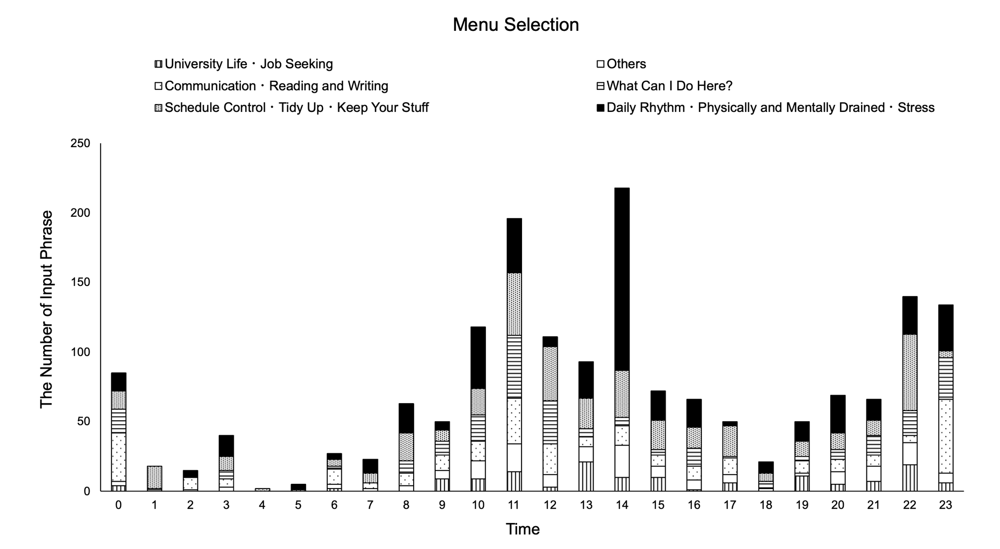 Menu Selection
University Life・Job Seeking
Others
Communication・Reading and Writing
What Can I Do Here?
Schedule Control・Tidy Up・Keep Your Stuff
Daily Rhythm・Physically and Mentally Drained・Stress
The Number of Input Phrase
250
200
150
100
50
0
0 1 2 3 4 5 6 7 8 9 10 11 12 13 14 15 16 17 18 19 20 21 22 23
Time